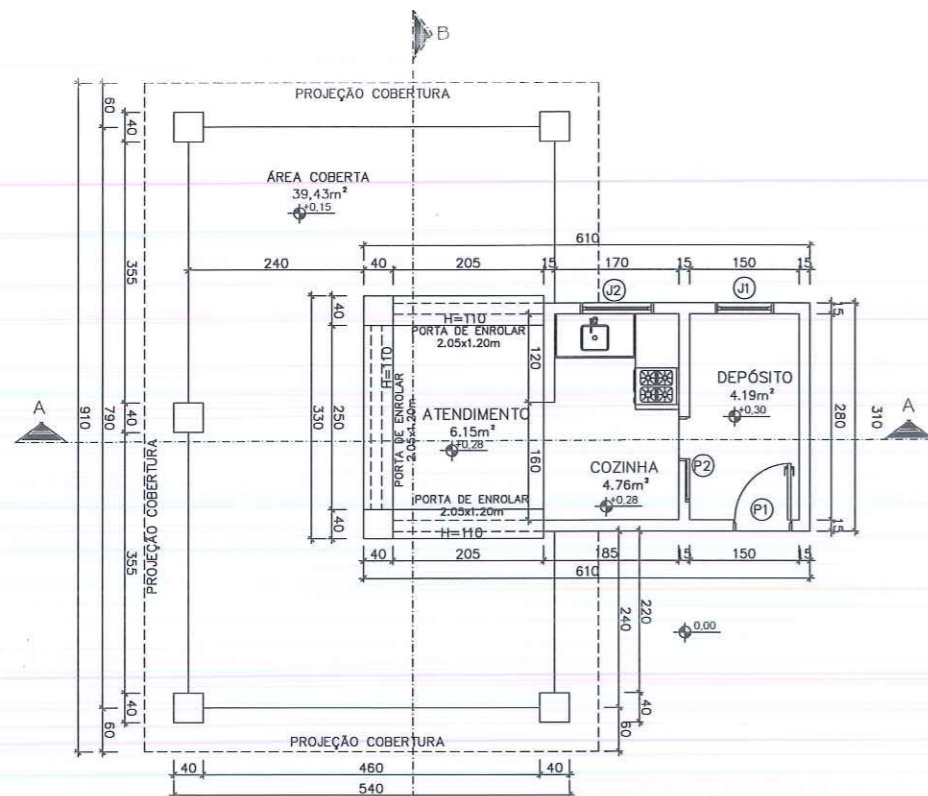 B
PROJEÇÃO COBERTURA
60
40
40
ÁREA COBERTA
39,43m²
+0,15
610
240
40
205
15
170
15
150
15
355
J2
J1
40
15
H=110
PORTA DE ENROLAR
2.05x1.20m
H=110
PORTA DE ENROLAR
2.05x1.20m
120
DEPÓSITO
4.19m²
+0,30
A
910
790
40
330
250
ATENDIMENTO
6.15m²
+0,28
280
310
A
160
COZINHA
4.76m²
+0,28
P2
P1
PORTA DE ENROLAR
2.05x1.20m
H=110
40
15
PROJEÇÃO COBERTURA
355
40
205
185
15
150
15
610
240
220
0,00
40
60
40
60
PROJEÇÃO COBERTURA
40
460
40
540